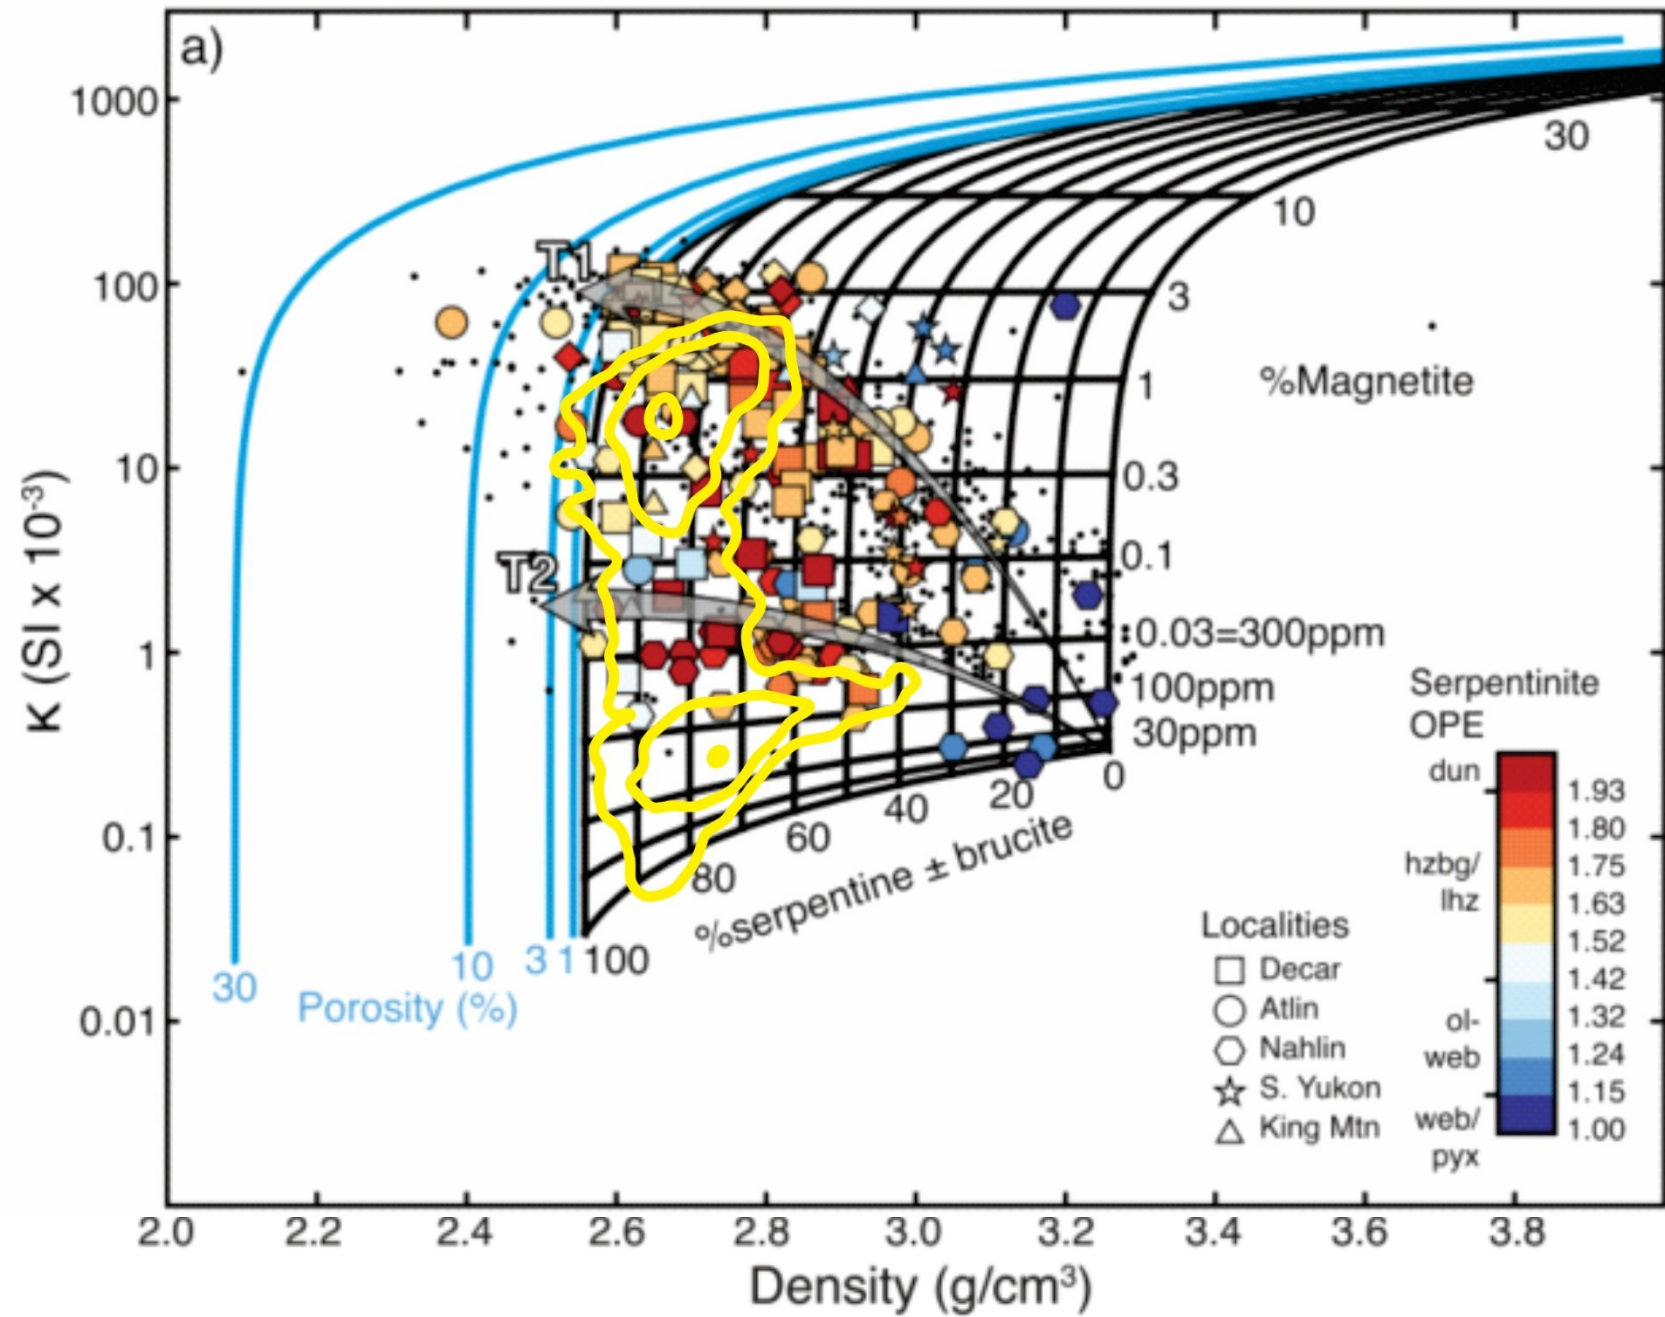 a)
1000
100
10
1
0.1
0.01
K (SI x 10-3)
T1
T2
30
10
3
1
0.3
0.1
0.03=300ppm
100ppm
30ppm
%Magnetite
0
20
40
60
80
100
%serpentine ± brucite
30
10
3
1
Porosity (%)
Serpentinite
OPE
dun
hzbg/
lhz
ol-
web
web/
pyx
1.93
1.80
1.75
1.63
1.52
1.42
1.32
1.24
1.15
1.00
Localities
Decar
Atlin
Nahlin
S. Yukon
King Mtn
2.0
2.2
2.4
2.6
2.8
3.0
3.2
3.4
3.6
3.8
Density (g/cm3)